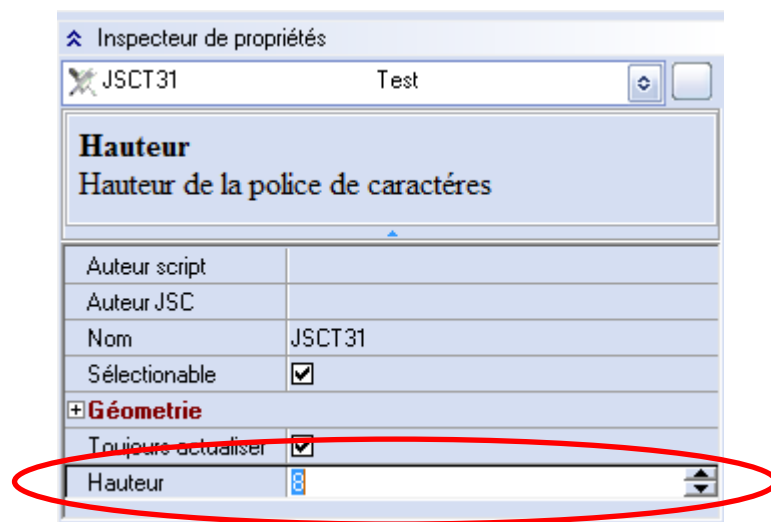 Inspecteur de propriétés
JSCT31 Test
Hauteur
Hauteur de la police de caractéres
Auteur script
Auteur JSC
Nom JSCT31
Sélectionable
Géometrie
Toujours actualiser
Hauteur 8